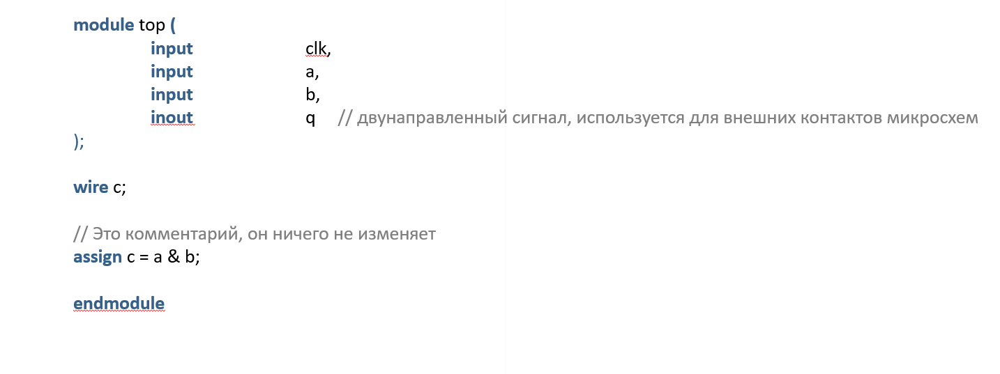 module top (
input clk,
input a,
input b,
inout q // двунаправленный сигнал, используется для внешних контактов микросхем
);
wire c;
// Это комментарий, он ничего не изменяет
assign c = a & b;
endmodule